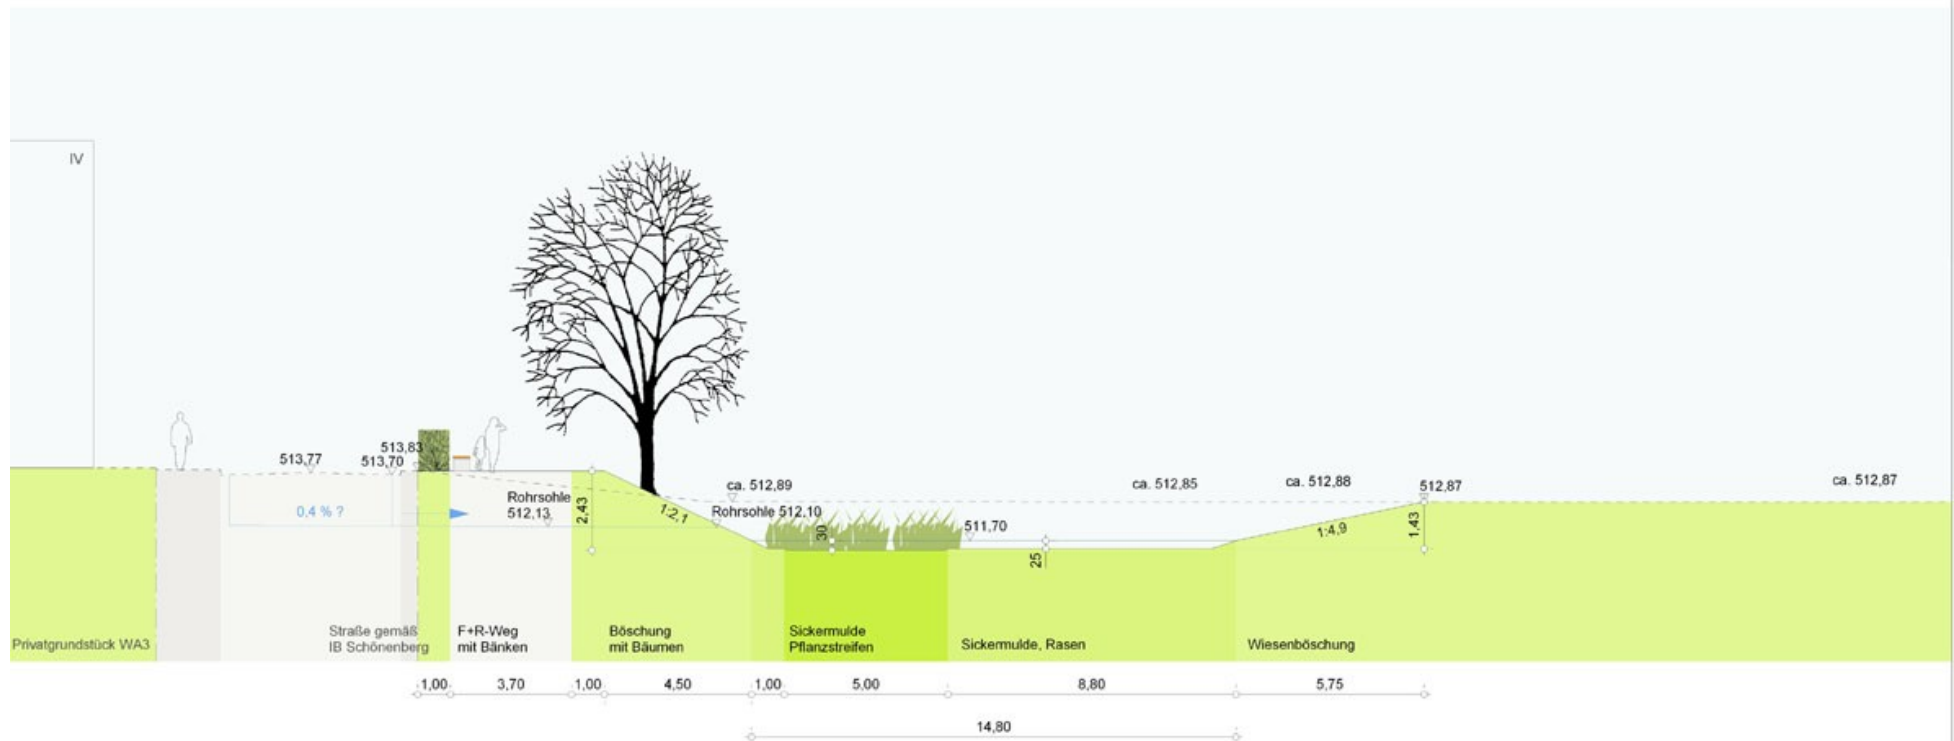 IV
513,83
513,77
513,70
ca. 512,89
ca. 512,85
ca. 512,88
512,87
ca. 512,87
Rohrsohle
512,13
2,43
1:2,1
Rohrsohle 512,10
30
511,70
25
1:4,9
1,43
0,4 % ?
Privatgrundstück WA3
Straße gemäß
IB Schönenberg
F+R-Weg
mit Bänken
Böschung
mit Bäumen
Sickermulde
Pflanzstreifen
Sickermulde, Rasen
Wiesenböschung
1,00
3,70
1,00
4,50
1,00
5,00
8,80
5,75
14,80